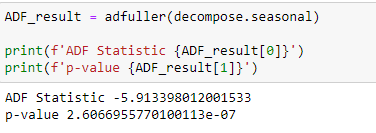 ADF_result = adfuller(decompose.seasonal)
print(f'ADF Statistic {ADF_result[0]}')
print(f'p-value {ADF_result[1]}')
ADF Statistic -5.913398012001533
p-value 2.6066955770100113e-07